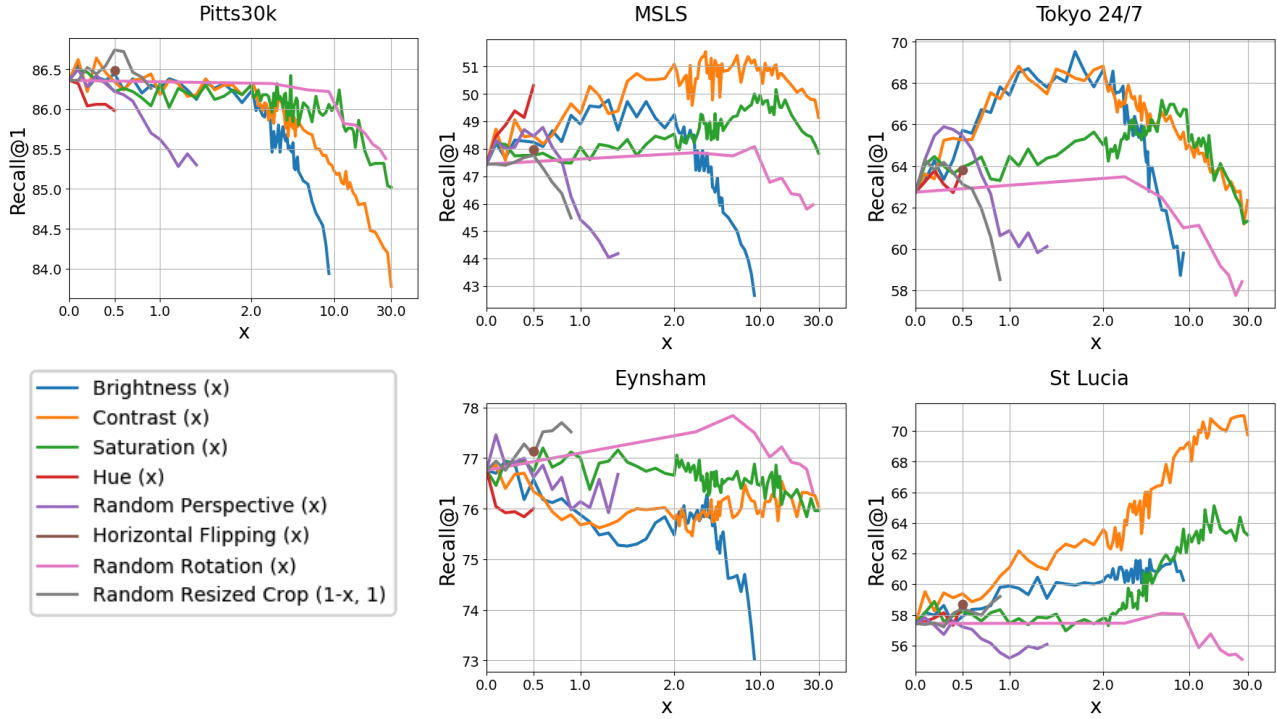 Pitts30k
MSLS
Tokyo 24/7
Recall@1
86.5
86.0
85.5
85.0
84.5
84.0
0.0
0.5
1.0
2.0
10.0
30.0
x
Recall@1
51
50
49
48
47
46
45
44
43
0.0
0.5
1.0
2.0
10.0
30.0
x
Recall@1
70
68
66
64
62
60
58
0.0
0.5
1.0
2.0
10.0
30.0
x
Brightness (x)
Contrast (x)
Saturation (x)
Hue (x)
Random Perspective (x)
Horizontal Flipping (x)
Random Rotation (x)
Random Resized Crop (1-x, 1)
Eynsham
St Lucia
Recall@1
78
77
76
75
74
73
0.0
0.5
1.0
2.0
10.0
30.0
x
Recall@1
70
68
66
64
62
60
58
56
0.0
0.5
1.0
2.0
10.0
30.0
x